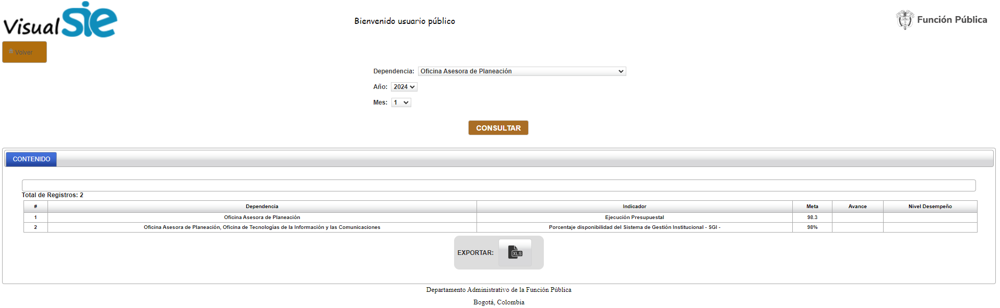 Visual sie
Bienvenido usuario público
Función Pública
Volver
Dependencia: Oficina Asesora de Planeación
Año: 2024
Mes: 1
CONSULTAR
CONTENIDO
Total de Registros: 2
# Dependencia Indicador Meta Avance Nivel Desempeño
1 Oficina Asesora de Planeación Ejecución Presupuestal 98.3
2 Oficina Asesora de Planeación, Oficina de Tecnologías de la Información y las Comunicaciones Porcentaje disponibilidad del Sistema de Gestión Institucional - SGI - 98%
EXPORTAR: XLS
Departamento Administrativo de la Función Pública
Bogotá, Colombia